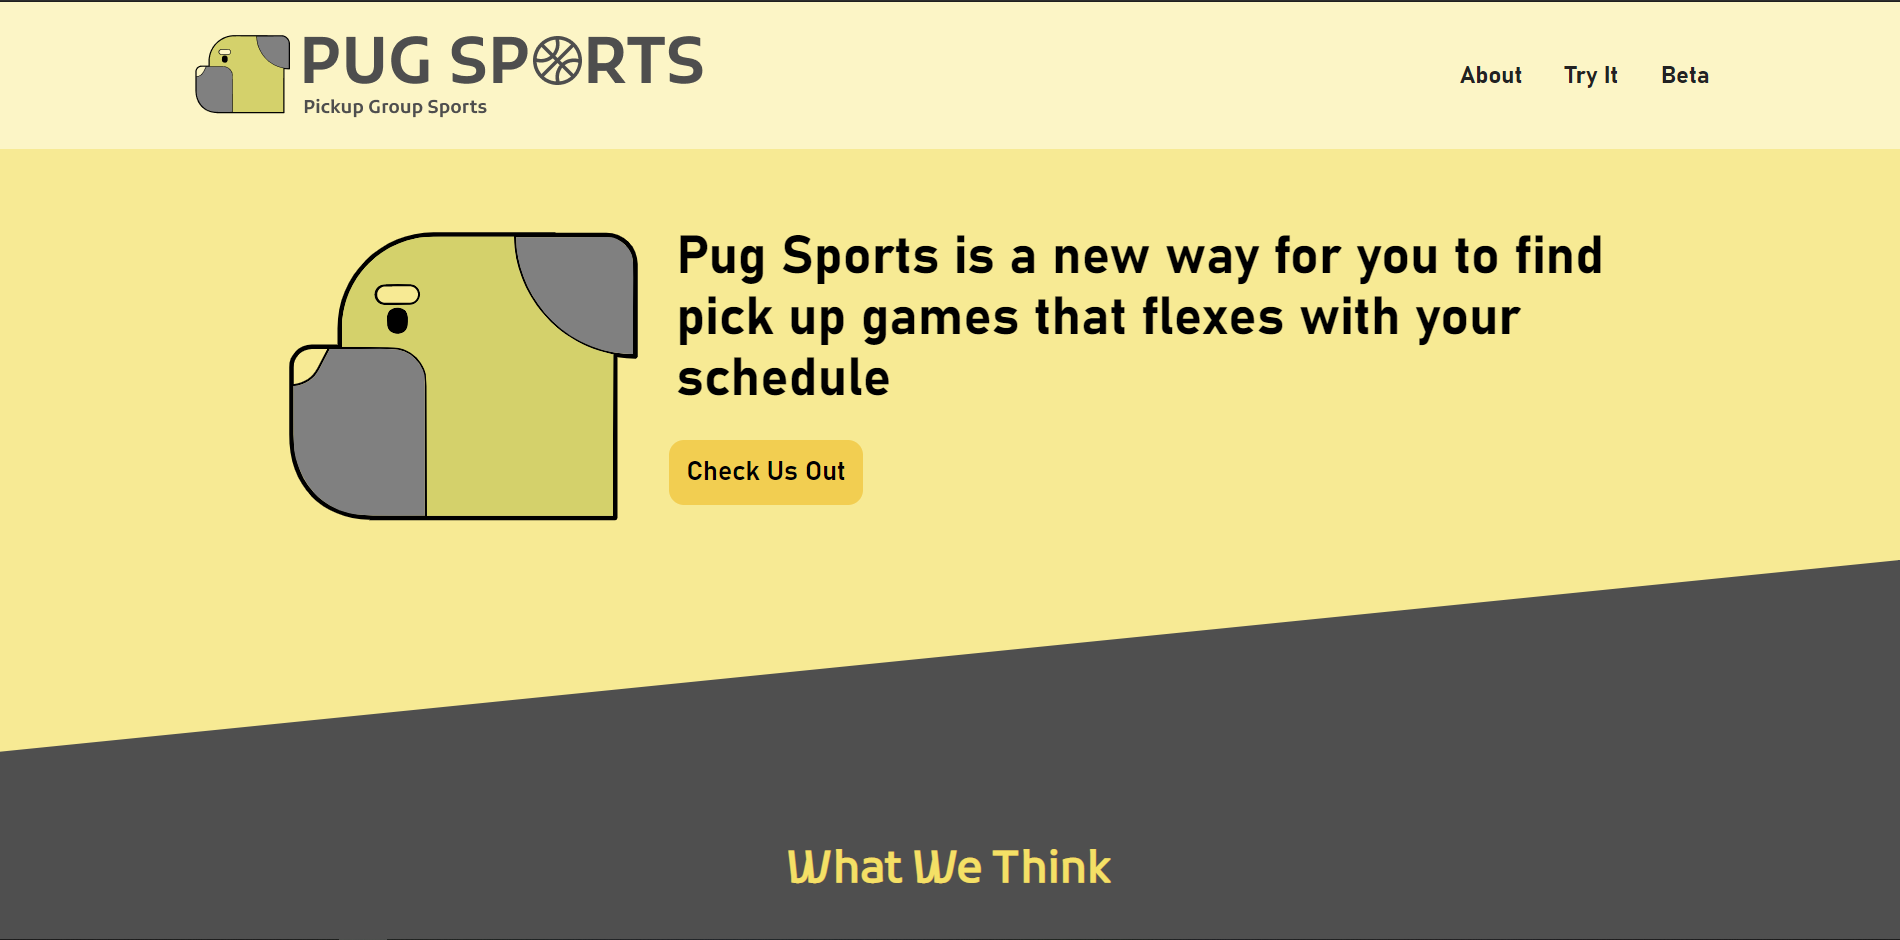 PUG SPORTS
Pickup Group Sports
About Try It Beta
Pug Sports is a new way for you to find
pick up games that flexes with your
schedule
Check Us Out
What We Think